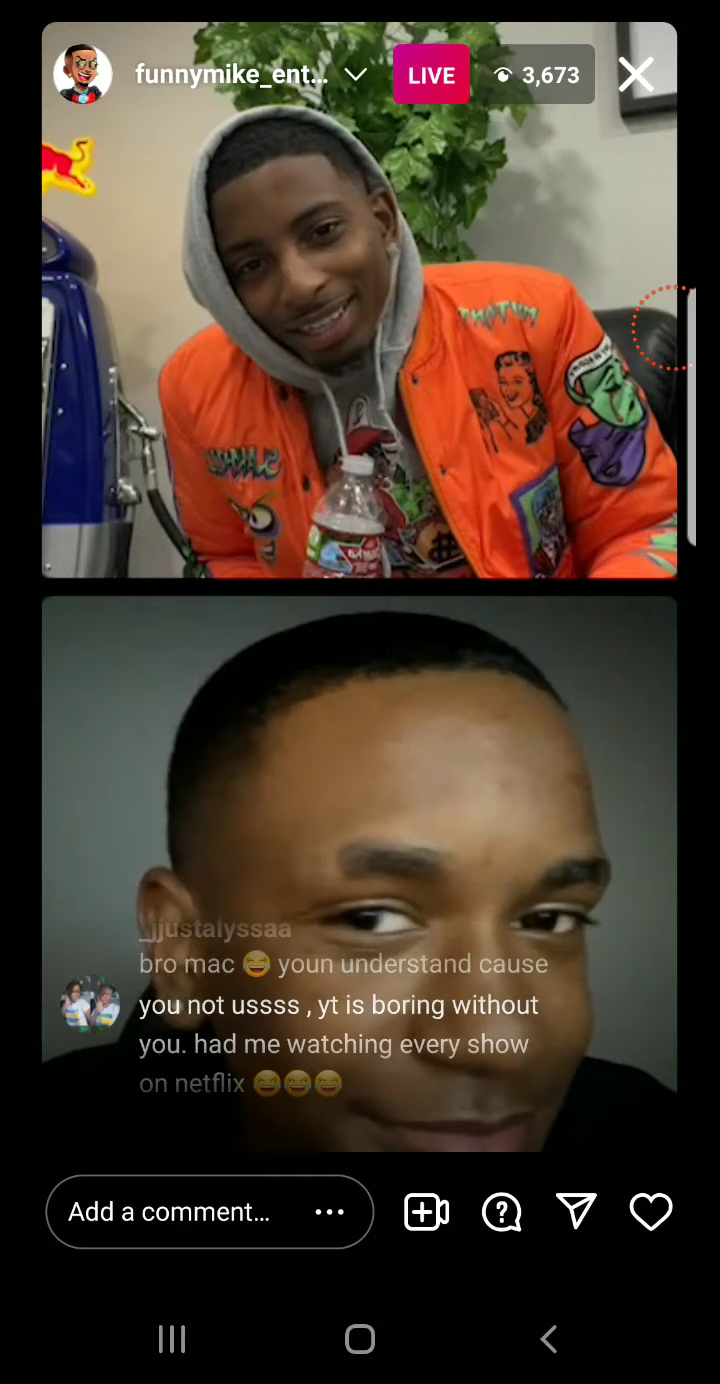 funnymike_ent...
LIVE
3,673
_jjustalyssaa
bro mac 😂 youn understand cause
you not ussss , yt is boring without
you. had me watching every show
on netflix 😂😂😂
Add a comment...